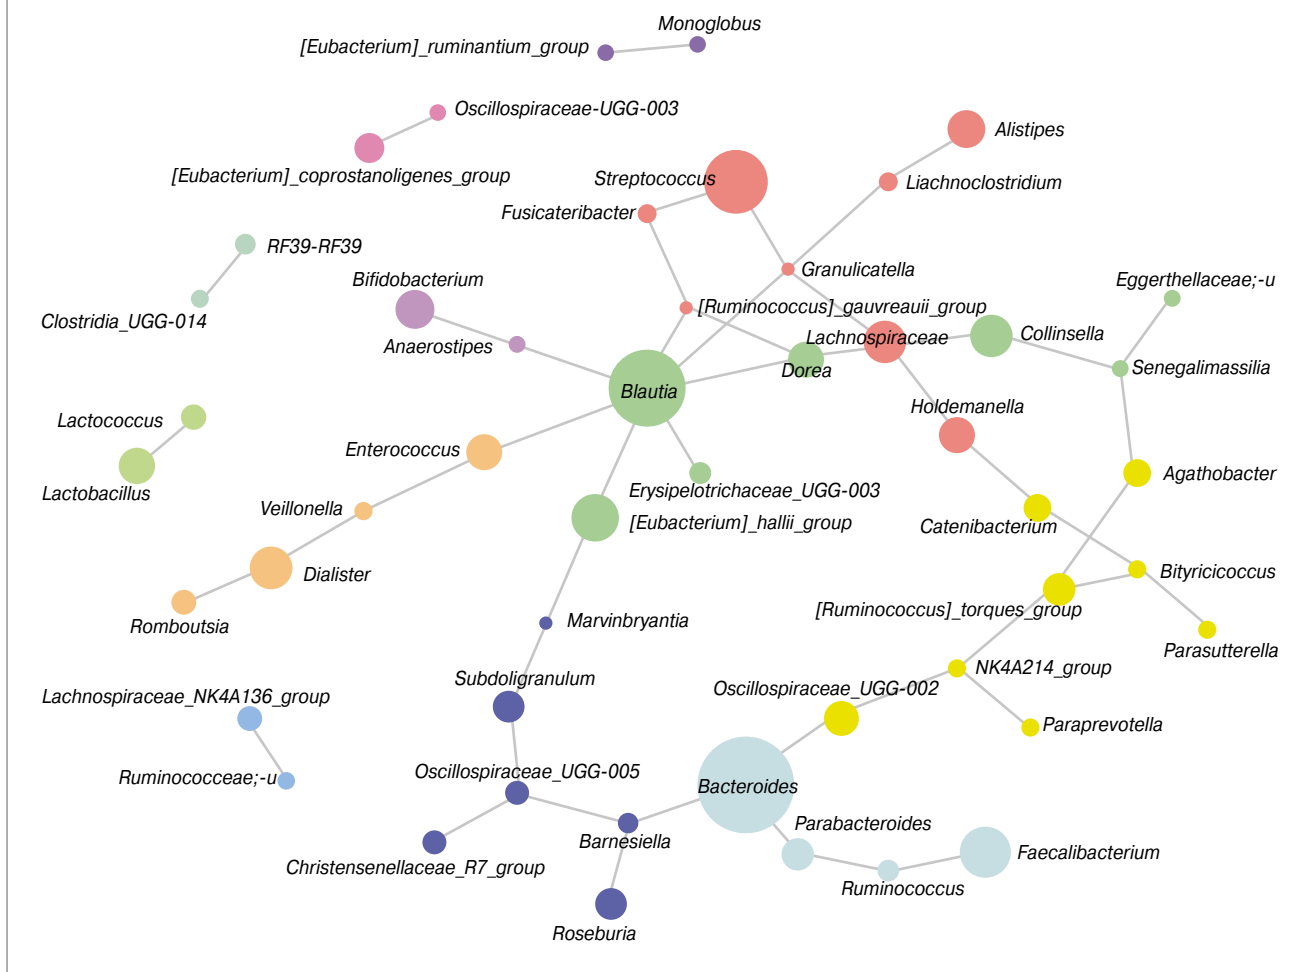 Monoglobus
[Eubacterium]_ruminantium_group
Oscillospiraceae-UGG-003
Alistipes
[Eubacterium]_coprostanoligenes_group
Streptococcus
Liachnoclostridium
Fusicateribacter
RF39-RF39
Granulicatella
Bifidobacterium
Eggerthellaceae;-u
[Ruminococcus]_gauvreauii_group
Clostridia_UGG-014
Anaerostipes
Lachnospiraceae
Collinsella
Dorea
Senegalimassilia
Blautia
Holdemanella
Lactococcus
Enterococcus
Agathobacter
Lactobacillus
Erysipelotrichaceae_UGG-003
Veillonella
[Eubacterium]_hallii_group
Catenibacterium
Dialister
Bityricicoccus
[Ruminococcus]_torques_group
Romboutsia
Marvinbryantia
Parasutterella
Subdoligranulum
NK4A214_group
Lachnospiraceae_NK4A136_group
Oscillospiraceae_UGG-002
Paraprevotella
Oscillospiraceae_UGG-005
Ruminococceae;-u
Bacteroides
Parabacteroides
Barnesiella
Faecalibacterium
Christensenellaceae_R7_group
Ruminococcus
Roseburia